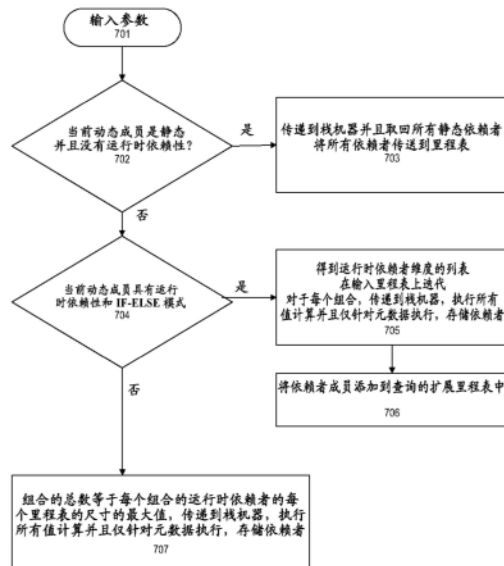 输入参数
701
当前动态成员是静态
并且没有运行时依赖性？
702
是
传递到栈机器并且取回所有静态依赖者
将所有依赖者传送到里程表
703
否
当前动态成员具有运行
时依赖性和 IF-ELSE 模式
704
是
得到运行时依赖者维度的列表
在输入里程表上迭代
对于每个组合，传递到栈机器，执行所有
值计算并且仅针对元数据执行，存储依赖者
705
将依赖者成员添加到查询的扩展里程表中
706
否
组合的总数等于每个组合的运行时依赖者的每
个里程表的尺寸的最大值，传递到栈机器，执行
所有值计算并且仅针对元数据执行，存储依赖者
707